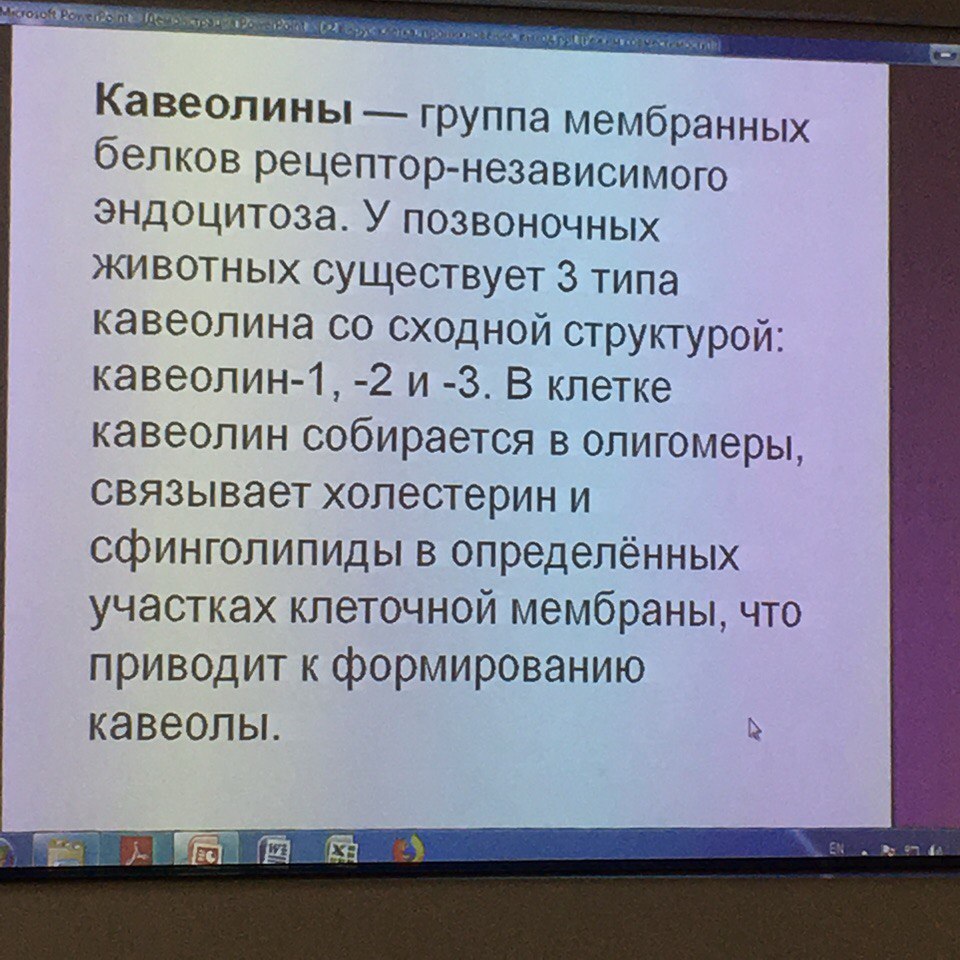 Microsoft PowerPoint
Кавеолины — группа мембранных
белков рецептор-независимого
эндоцитоза. У позвоночных
животных существует 3 типа
кавеолина со сходной структурой:
кавеолин-1, -2 и -3. В клетке
кавеолин собирается в олигомеры,
связывает холестерин и
сфинголипиды в определённых
участках клеточной мембраны, что
приводит к формированию
кавеолы.
EN